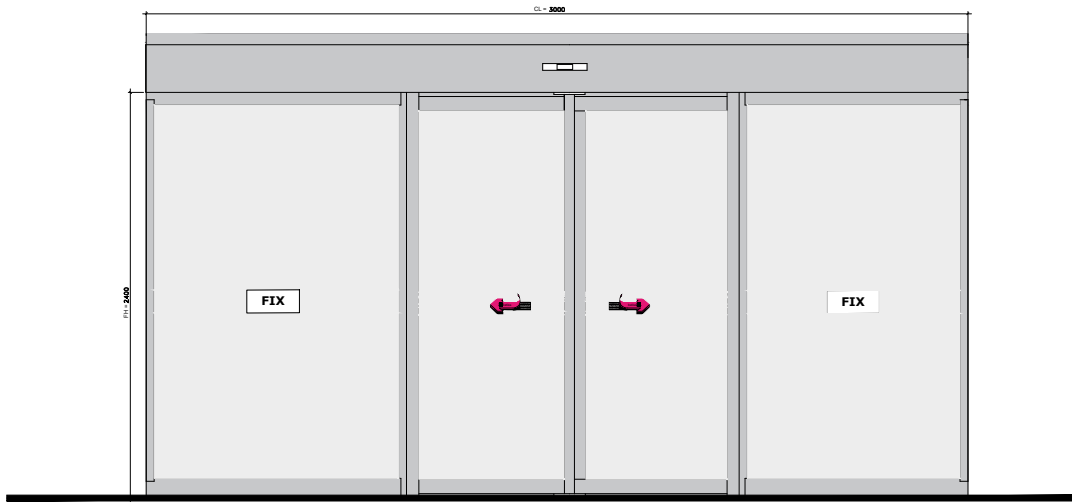 CL = 3000
FH = 2400
FIX
FIX